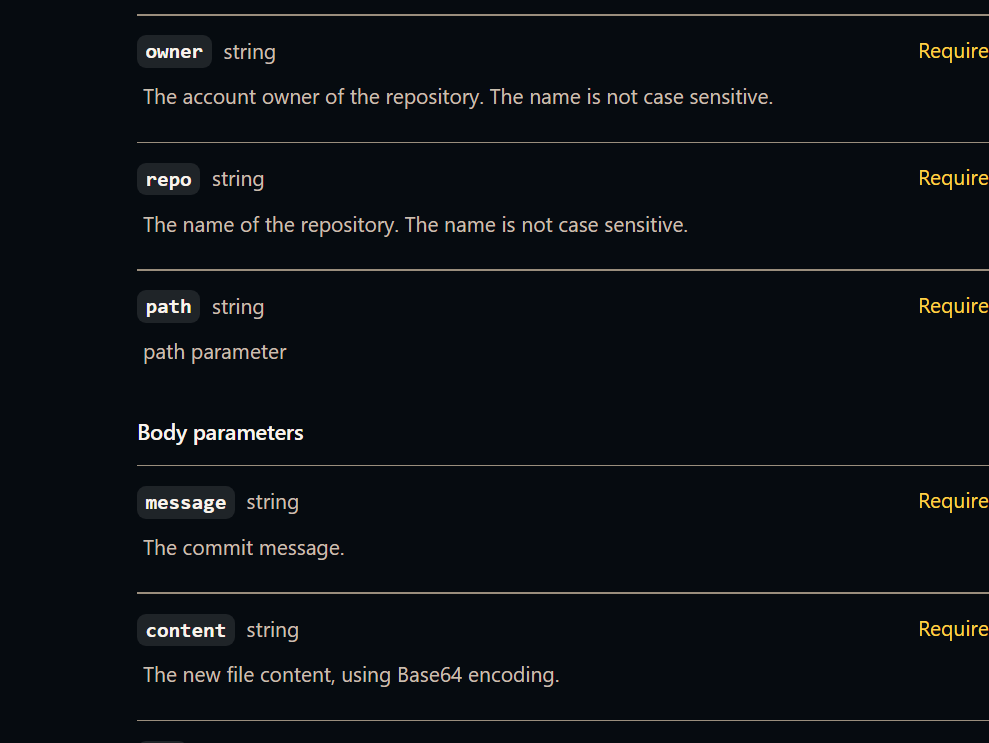 owner string Require
The account owner of the repository. The name is not case sensitive.
repo string Require
The name of the repository. The name is not case sensitive.
path string Require
path parameter
Body parameters
message string Require
The commit message.
content string Require
The new file content, using Base64 encoding.